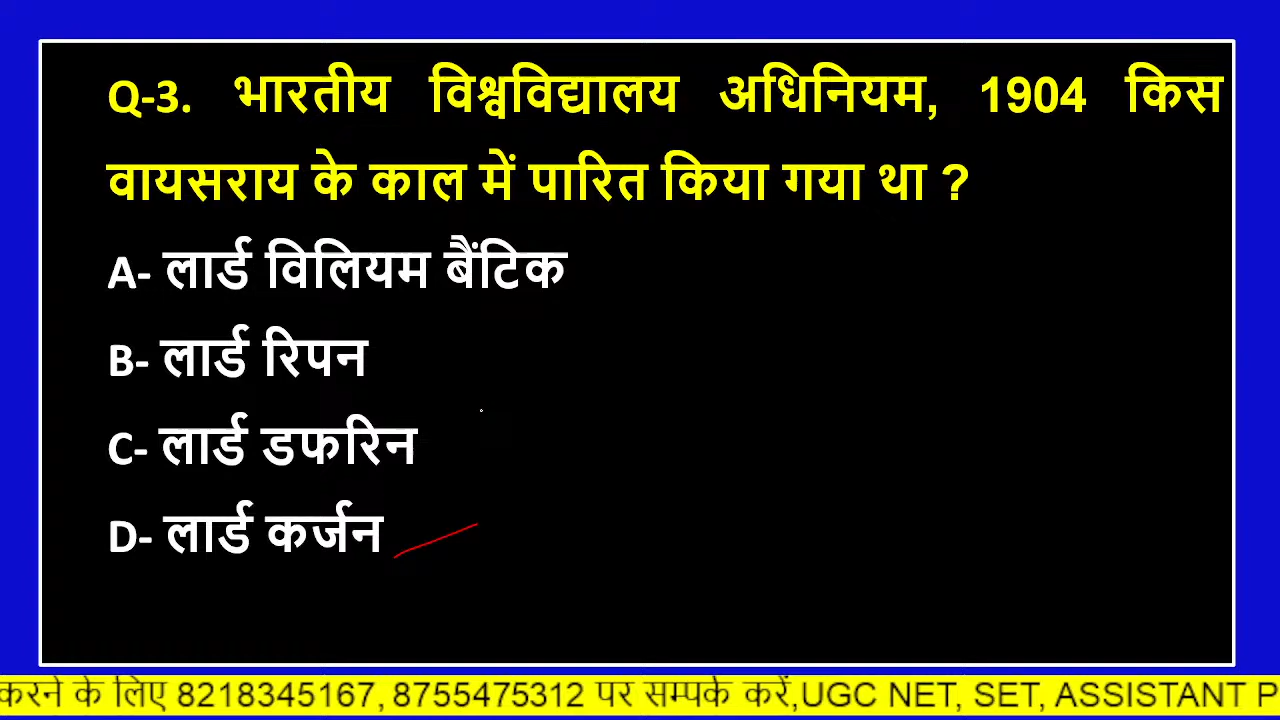 Q-3. भारतीय विश्वविद्यालय अधिनियम, 1904 किस
वायसराय के काल में पारित किया गया था ?
A- लार्ड विलियम बैंटिक
B- लार्ड रिपन
C- लार्ड डफरिन
D- लार्ड कर्जन
करने के लिए 8218345167, 8755475312 पर सम्पर्क करें,UGC NET, SET, ASSISTANT P